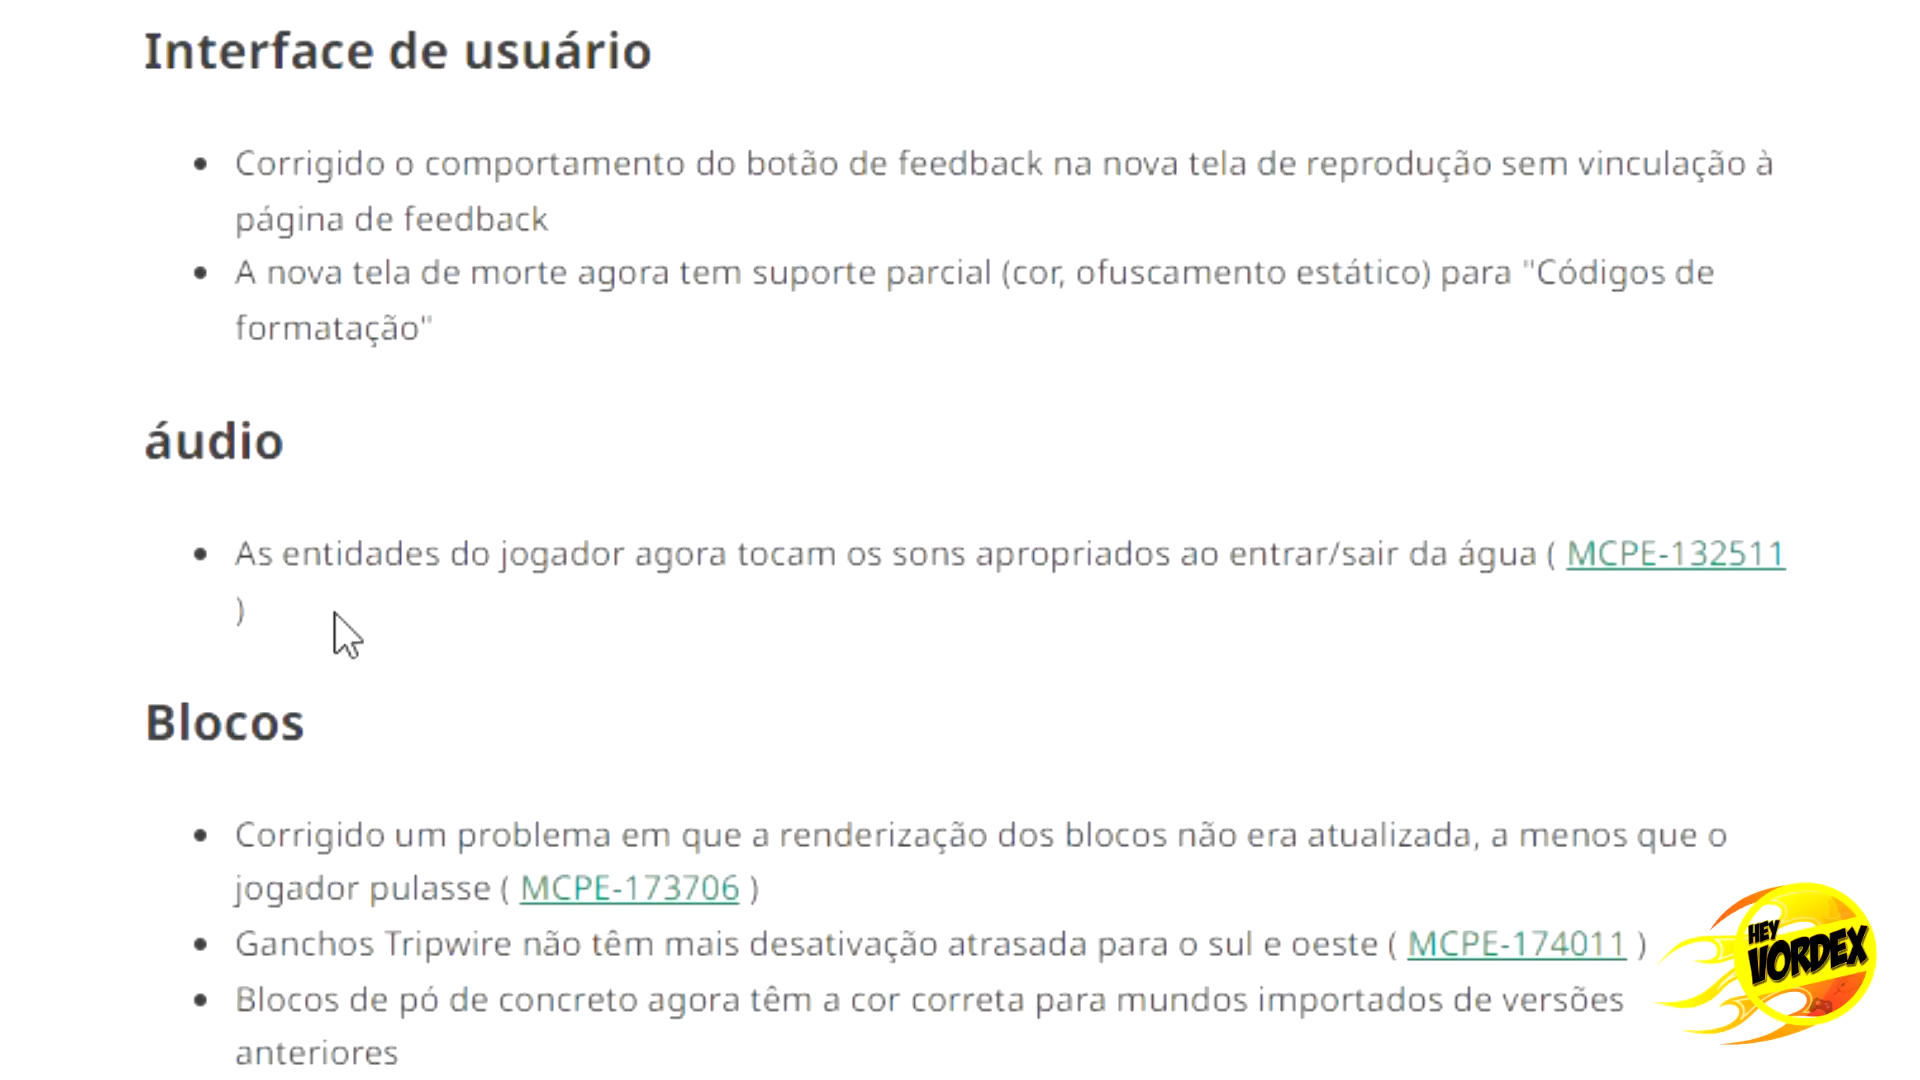 Interface de usuário
Corrigido o comportamento do botão de feedback na nova tela de reprodução sem vinculação à
página de feedback
A nova tela de morte agora tem suporte parcial (cor, ofuscamento estático) para "Códigos de
formatação"
áudio
As entidades do jogador agora tocam os sons apropriados ao entrar/sair da água ( MCPE-132511
)
Blocos
Corrigido um problema em que a renderização dos blocos não era atualizada, a menos que o
jogador pulasse ( MCPE-173706 )
Ganchos Tripwire não têm mais desativação atrasada para o sul e oeste ( MCPE-174011 )
Blocos de pó de concreto agora têm a cor correta para mundos importados de versões
anteriores
HEY
VORDEX